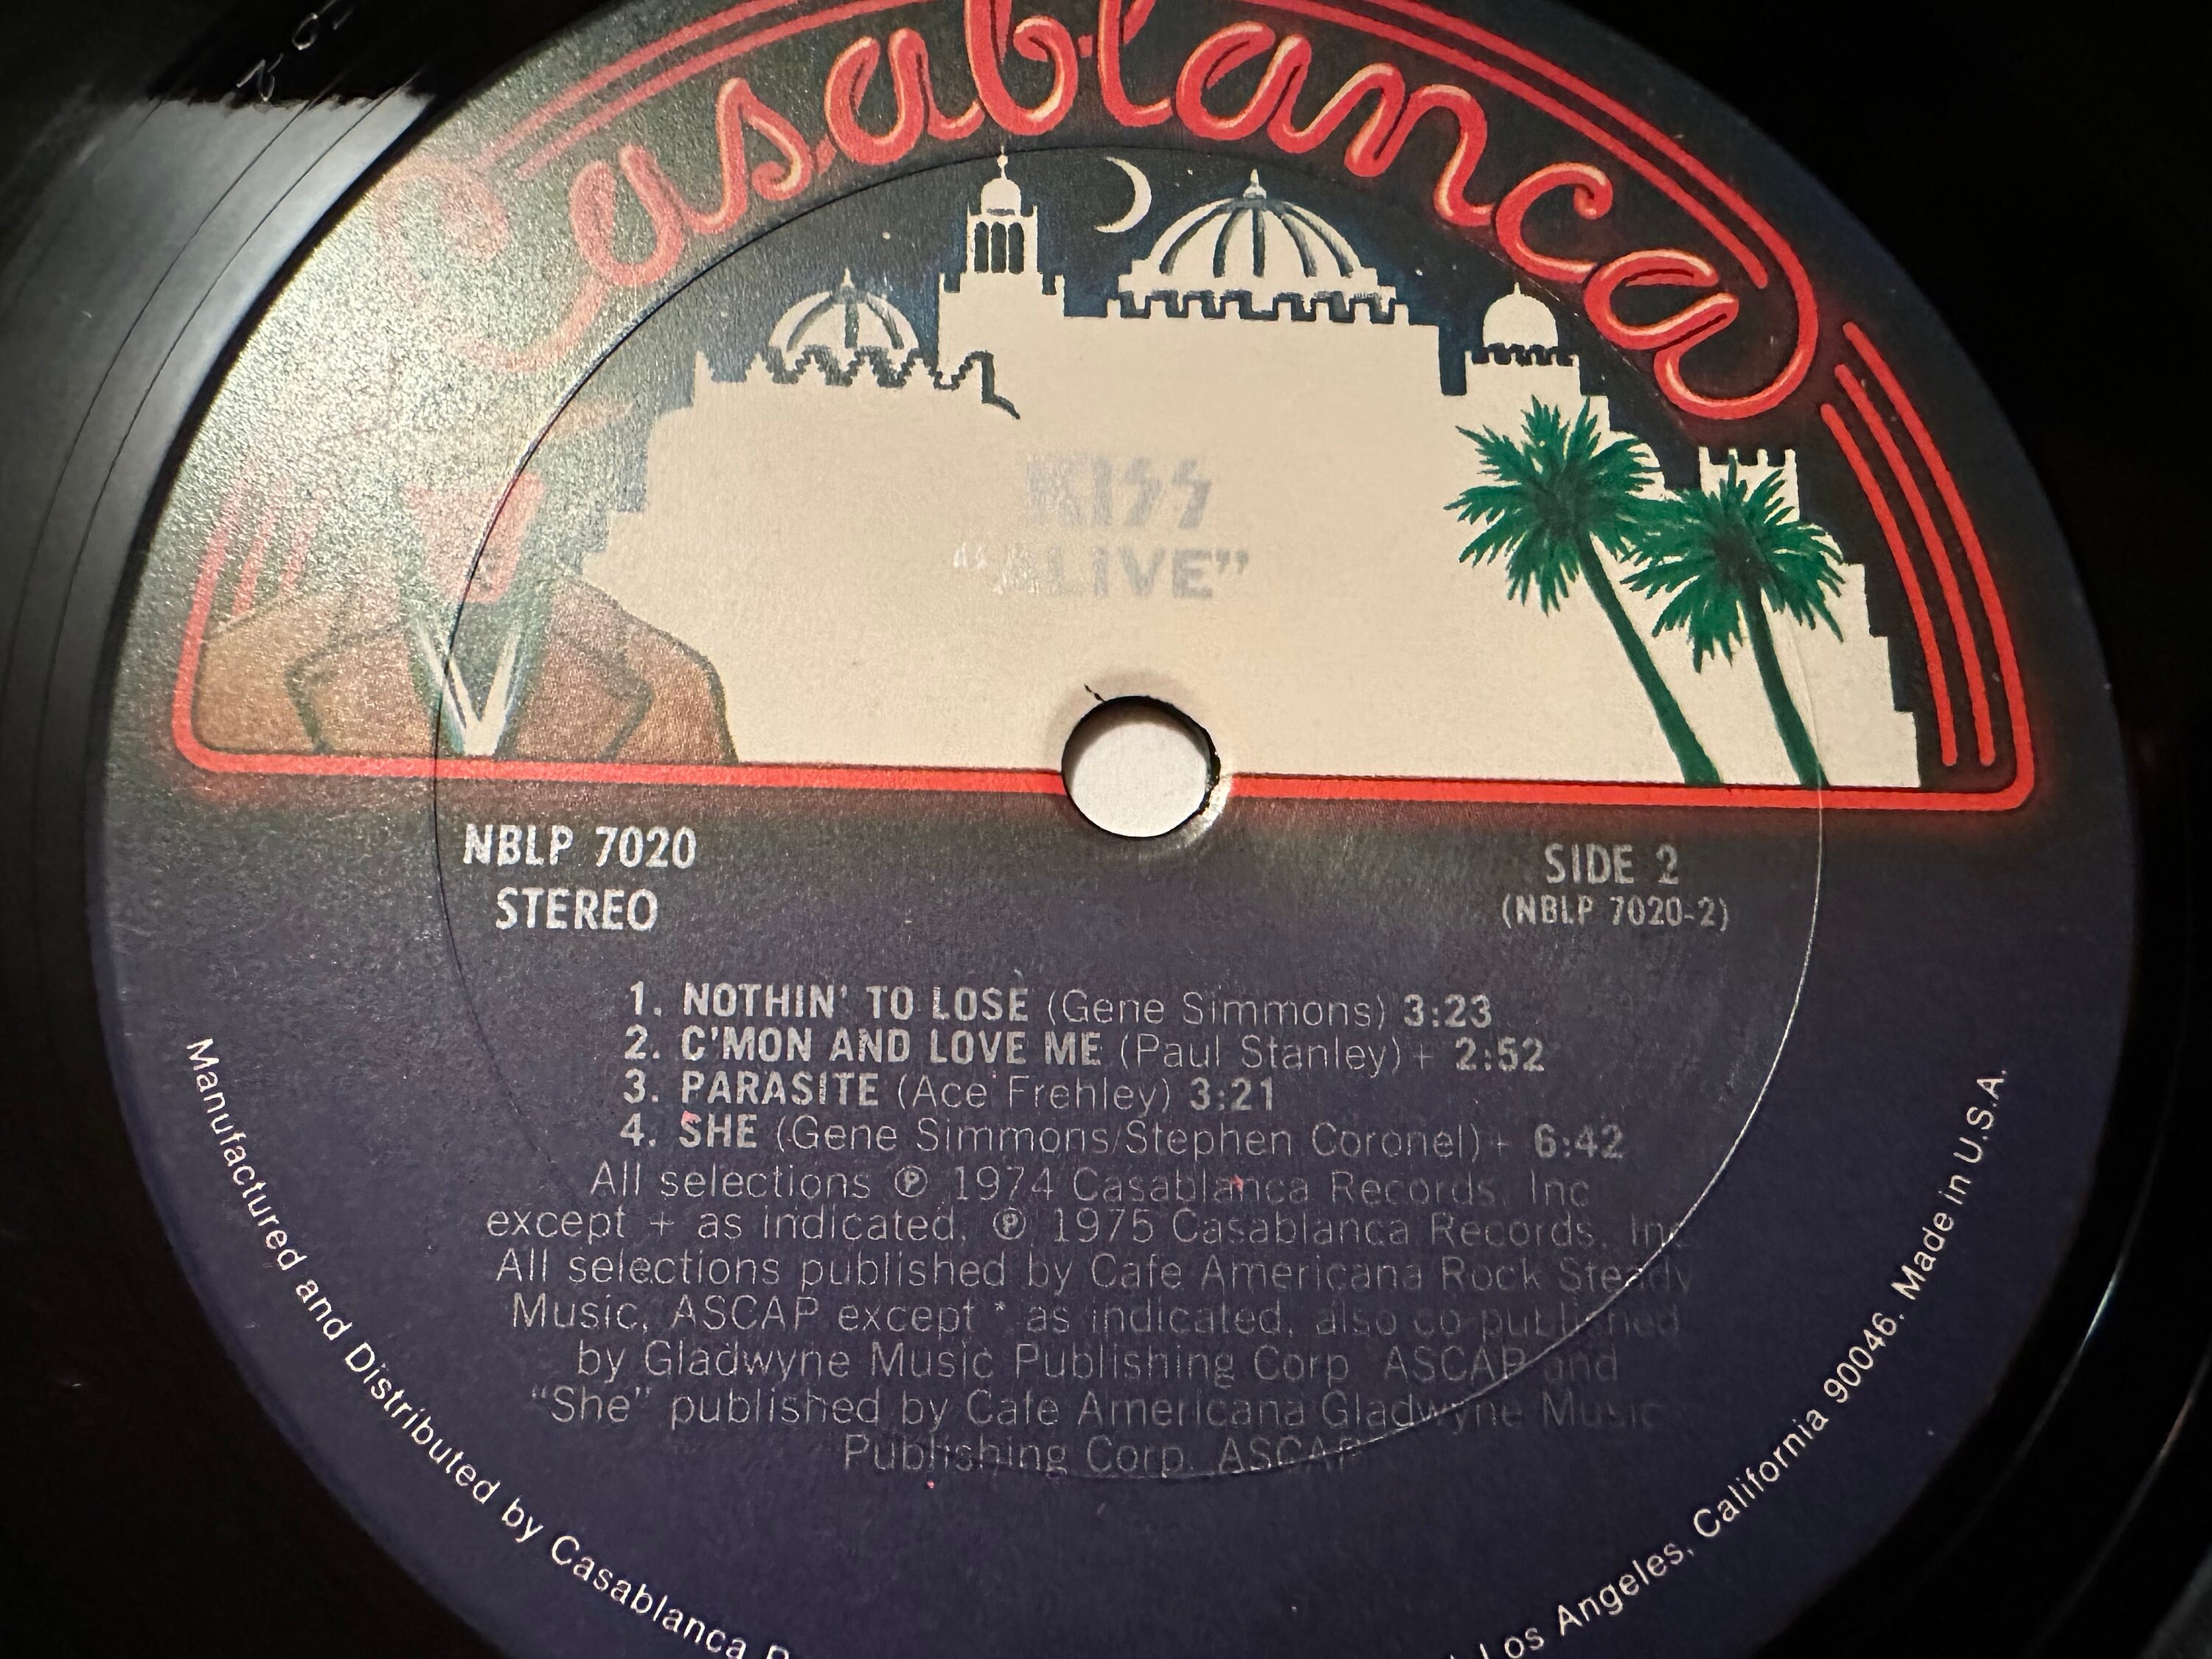 Casablanca
KISS
"ALIVE"
NBLP 7020
STEREO
SIDE 2
(NBLP 7020-2)
1. NOTHIN' TO LOSE (Gene Simmons) 3:23
2. C'MON AND LOVE ME (Paul Stanley)+ 2:52
3. PARASITE (Ace Frehley) 3:21
4. SHE (Gene Simmons/Stephen Coronel)+ 6:42
All selections ℗ 1974 Casablanca Records, Inc
except + as indicated, ℗ 1975 Casablanca Records, Inc
All selections published by Cafe Americana Rock Steady
Music, ASCAP except * as indicated, also co-published
by Gladwyne Music Publishing Corp. ASCAP and
"She" published by Cafe Americana Gladwyne Music
Publishing Corp. ASCAP
Manufactured and Distributed by Casablanca
Los Angeles, California 90046. Made in U.S.A.